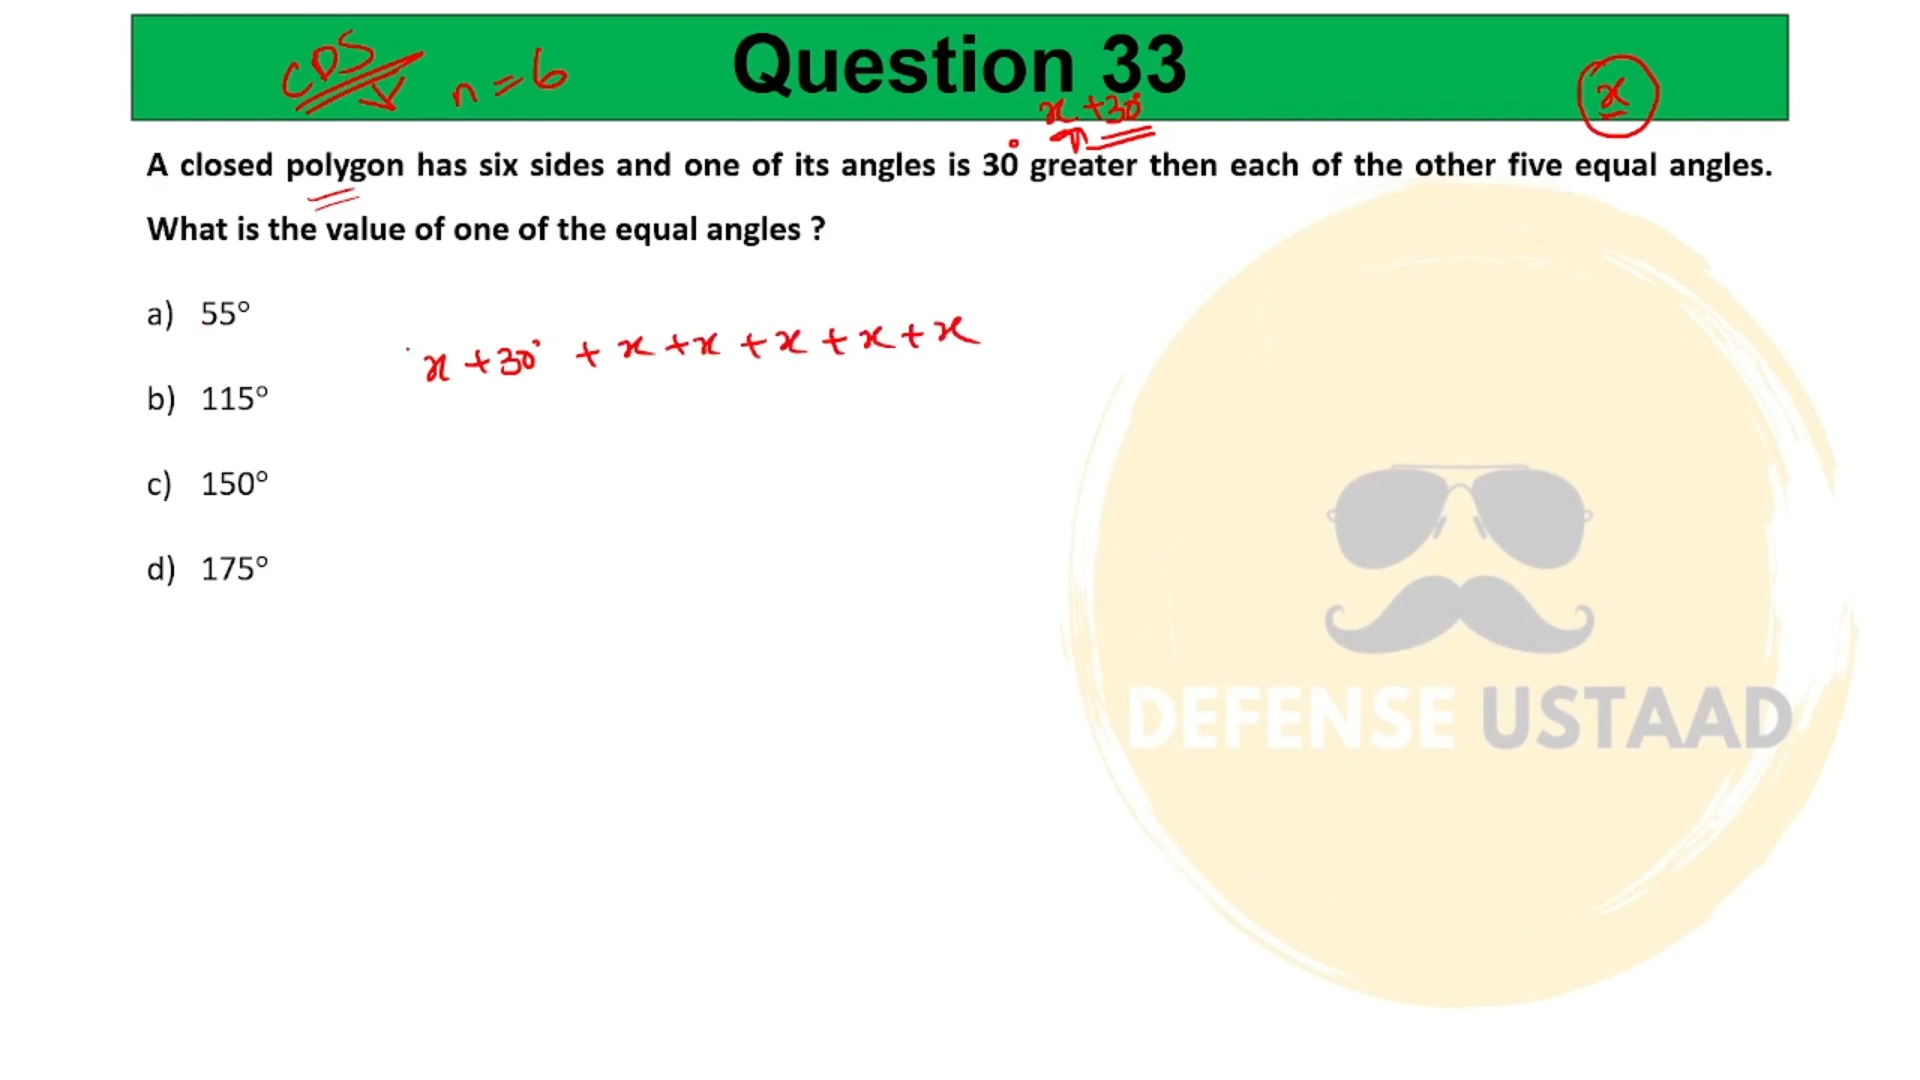 CDS n = 6 Question 33 x
x + 30°
A closed polygon has six sides and one of its angles is 30° greater then each of the other five equal angles.
What is the value of one of the equal angles ?
a) 55°
x + 30° + x + x + x + x + x
b) 115°
c) 150°
d) 175°
DEFENSE USTAAD